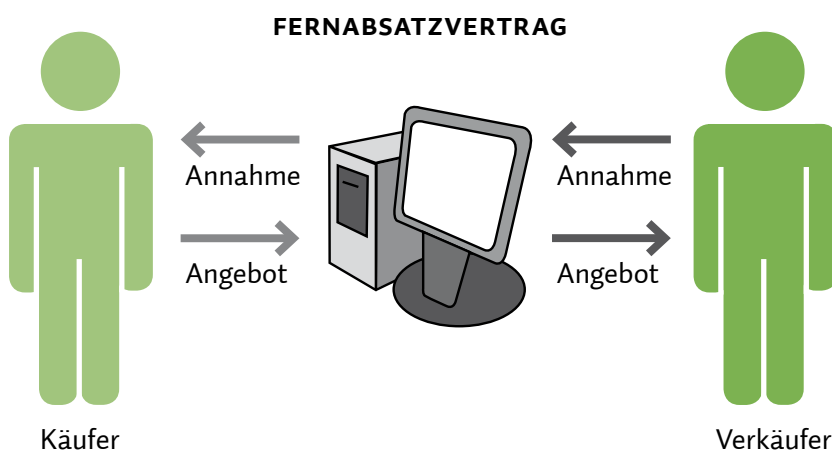 FERNABSATZVERTRAG
Annahme
Annahme
Angebot
Angebot
Käufer
Verkäufer